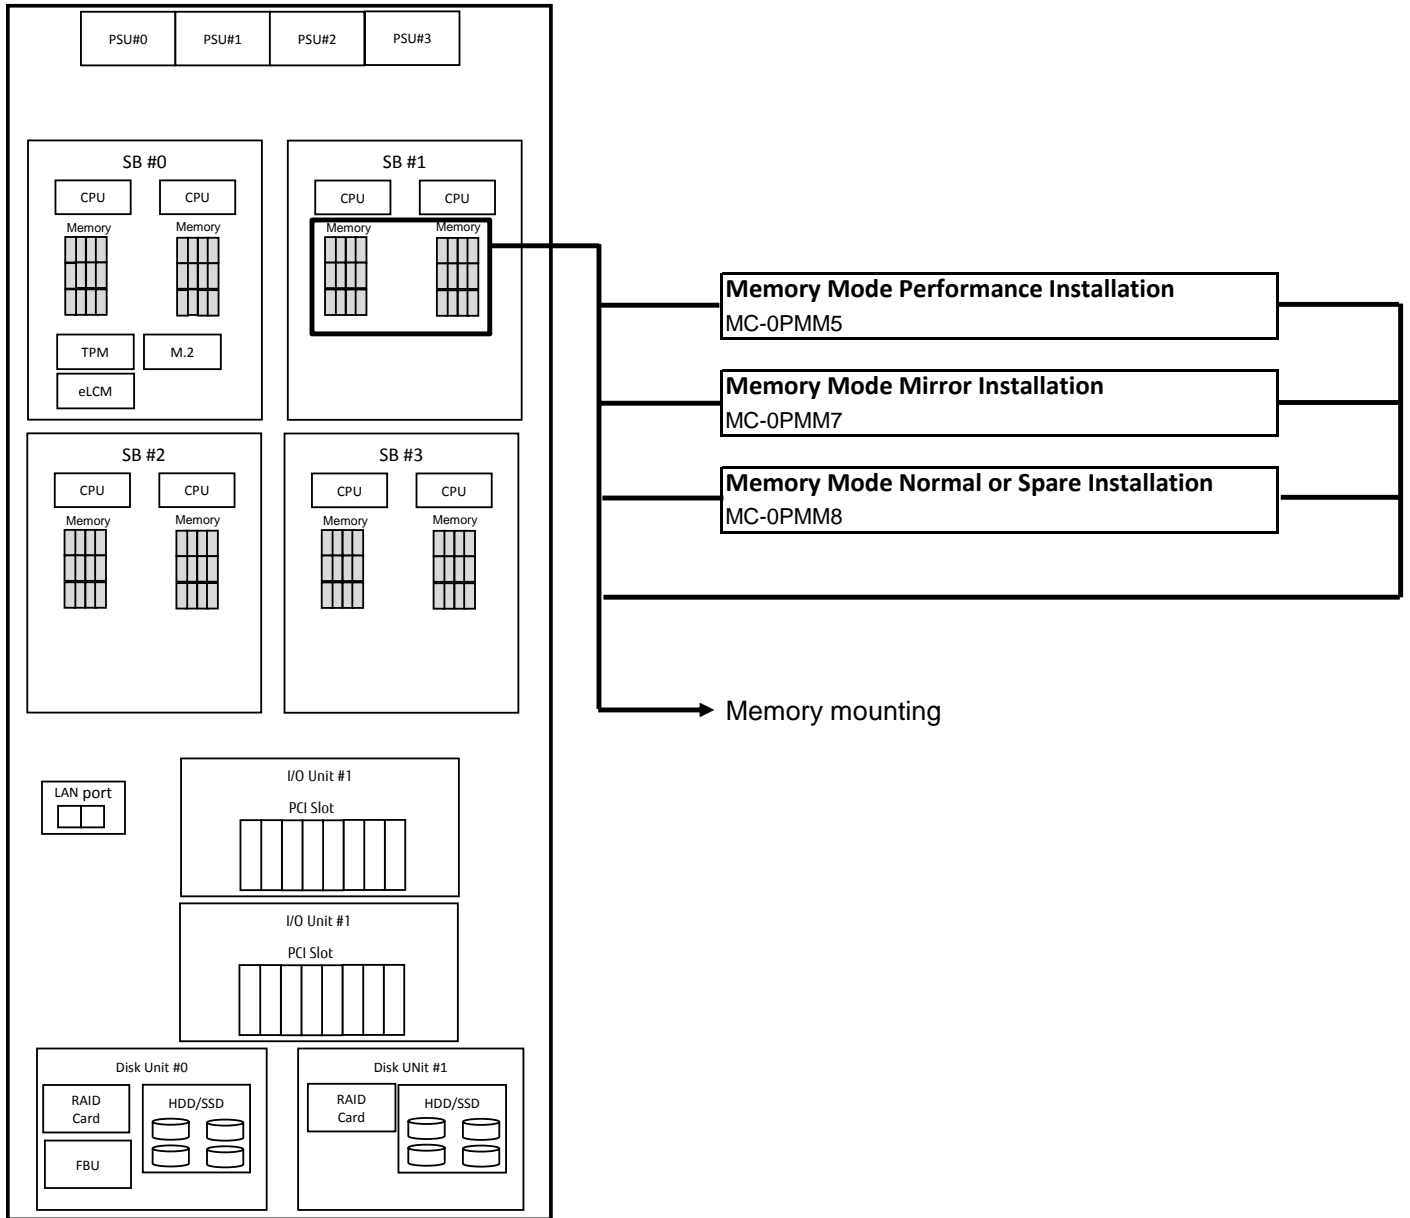 PSU#0 PSU#1 PSU#2 PSU#3
SB #0
CPU CPU
Memory Memory
TPM M.2
eLCM
SB #1
CPU CPU
Memory Memory
SB #2
CPU CPU
Memory Memory
SB #3
CPU CPU
Memory Memory
Memory Mode Performance Installation
MC-0PMM5
Memory Mode Mirror Installation
MC-0PMM7
Memory Mode Normal or Spare Installation
MC-0PMM8
Memory mounting
LAN port
I/O Unit #1
PCI Slot
I/O Unit #1
PCI Slot
Disk Unit #0
RAID
Card
HDD/SSD
FBU
Disk UNit #1
RAID
Card
HDD/SSD